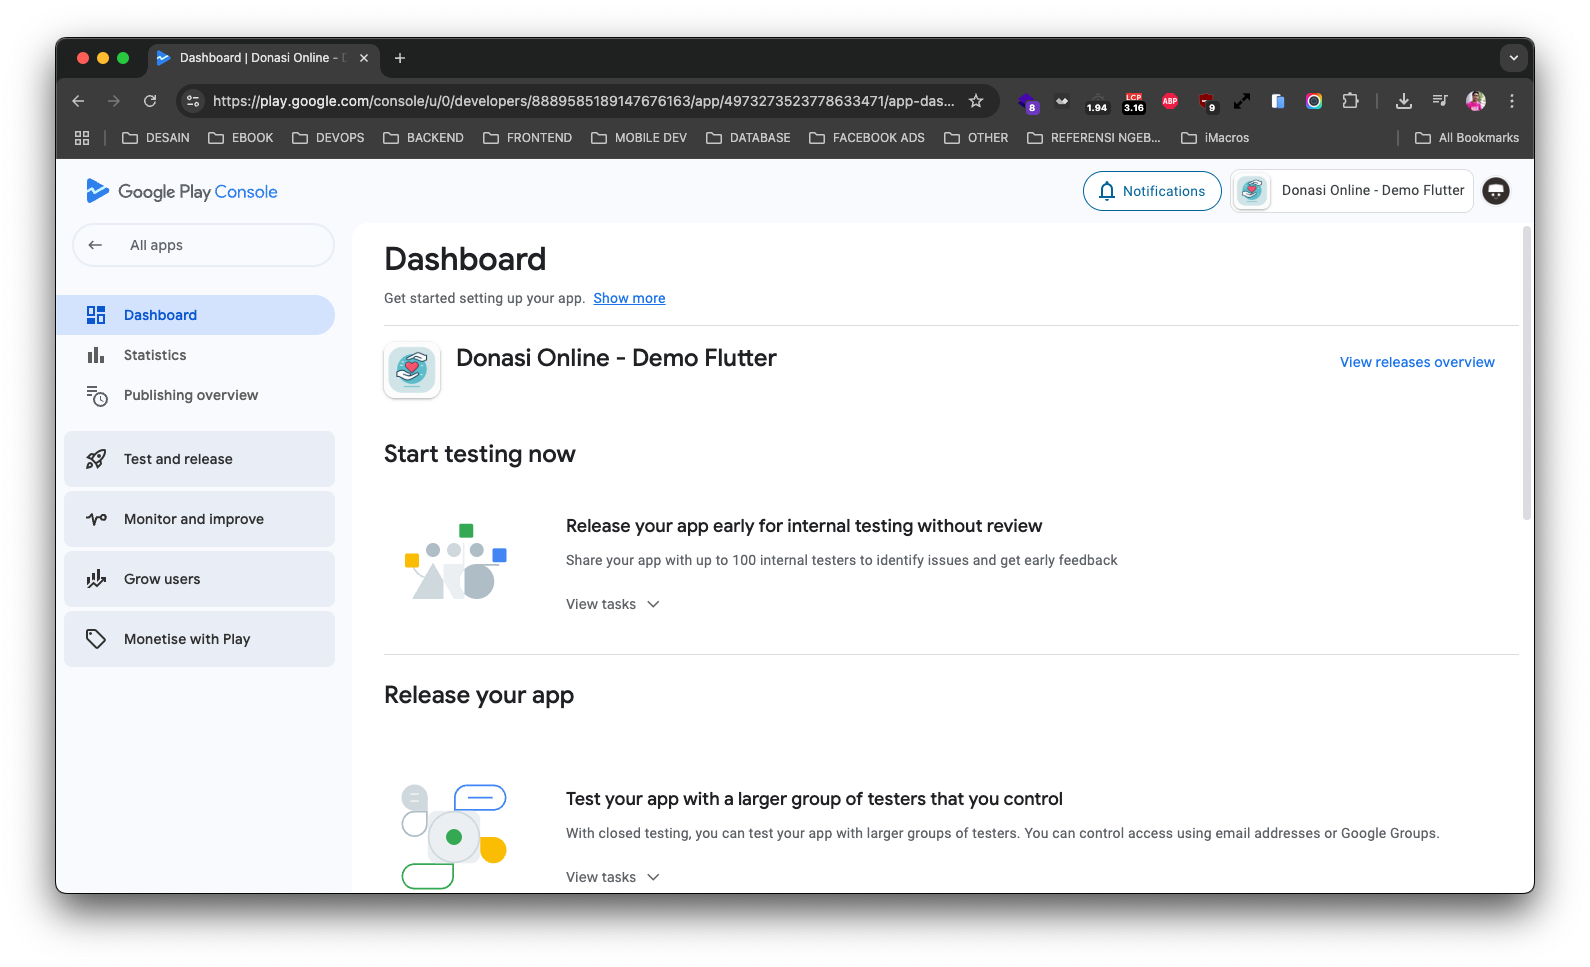 Dashboard | Donasi Online -
https://play.google.com/console/u/0/developers/8889585189147676163/app/4973273523778633471/app-das...
8
1.94
LCP
3.16
ABP
9
DESAIN
EBOOK
DEVOPS
BACKEND
FRONTEND
MOBILE DEV
DATABASE
FACEBOOK ADS
OTHER
REFERENSI NGEB...
iMacros
All Bookmarks
Google Play Console
Notifications
Donasi Online - Demo Flutter
All apps
Dashboard
Statistics
Publishing overview
Test and release
Monitor and improve
Grow users
Monetise with Play
Dashboard
Get started setting up your app. Show more
Donasi Online - Demo Flutter
View releases overview
Start testing now
Release your app early for internal testing without review
Share your app with up to 100 internal testers to identify issues and get early feedback
View tasks
Release your app
Test your app with a larger group of testers that you control
With closed testing, you can test your app with larger groups of testers. You can control access using email addresses or Google Groups.
View tasks